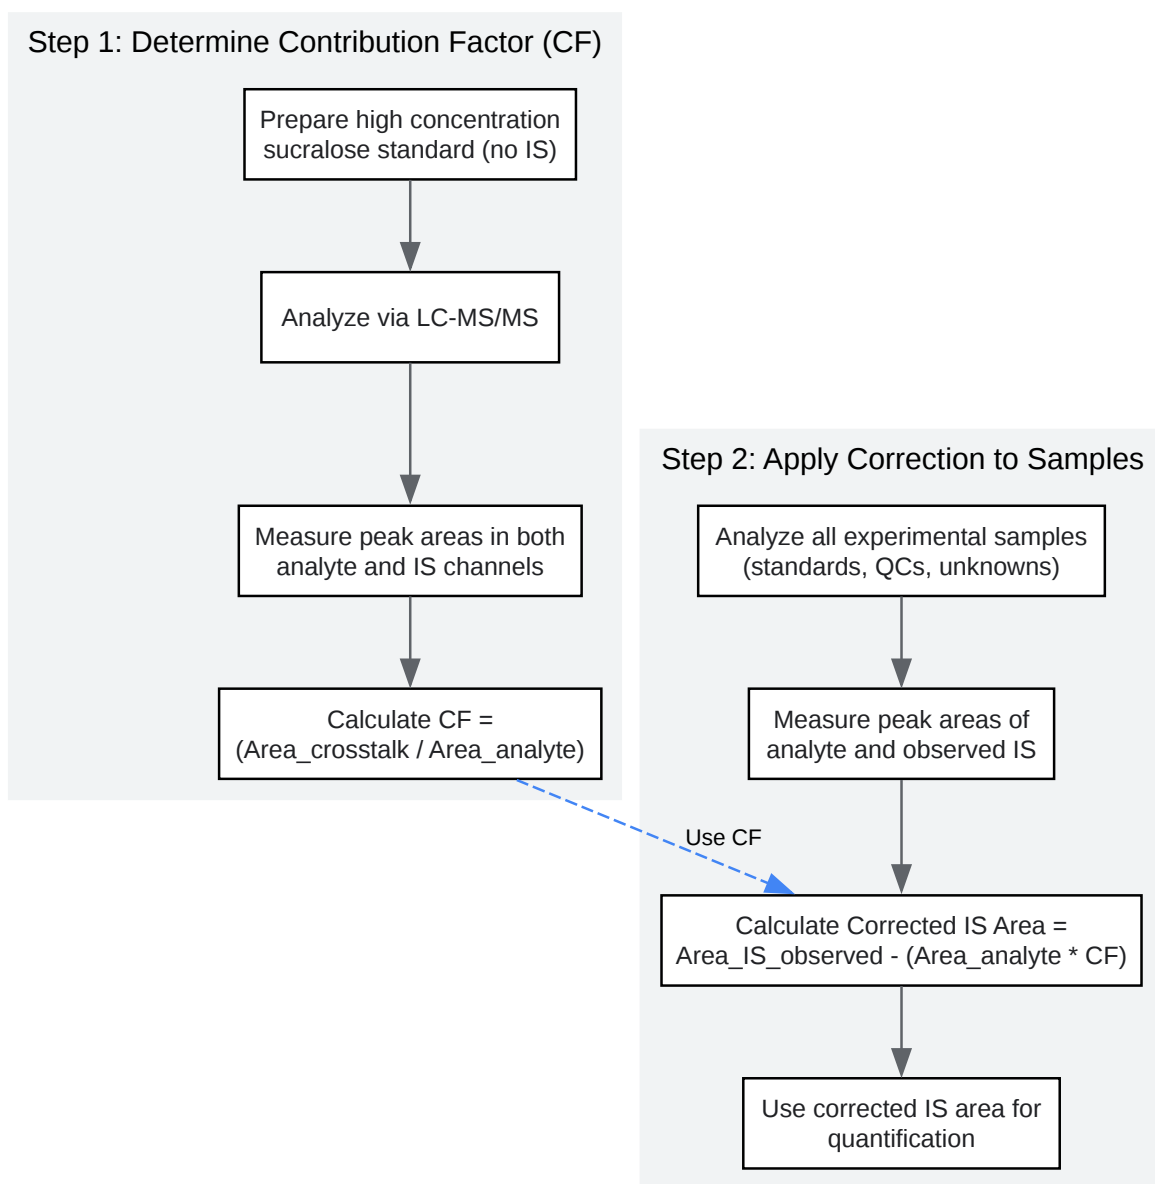 Step 1: Determine Contribution Factor (CF)
Prepare high concentration
sucralose standard (no IS)
Analyze via LC-MS/MS
Measure peak areas in both
analyte and IS channels
Calculate CF =
(Area_crosstalk / Area_analyte)
Use CF
Step 2: Apply Correction to Samples
Analyze all experimental samples
(standards, QCs, unknowns)
Measure peak areas of
analyte and observed IS
Calculate Corrected IS Area =
Area_IS_observed - (Area_analyte * CF)
Use corrected IS area for
quantification